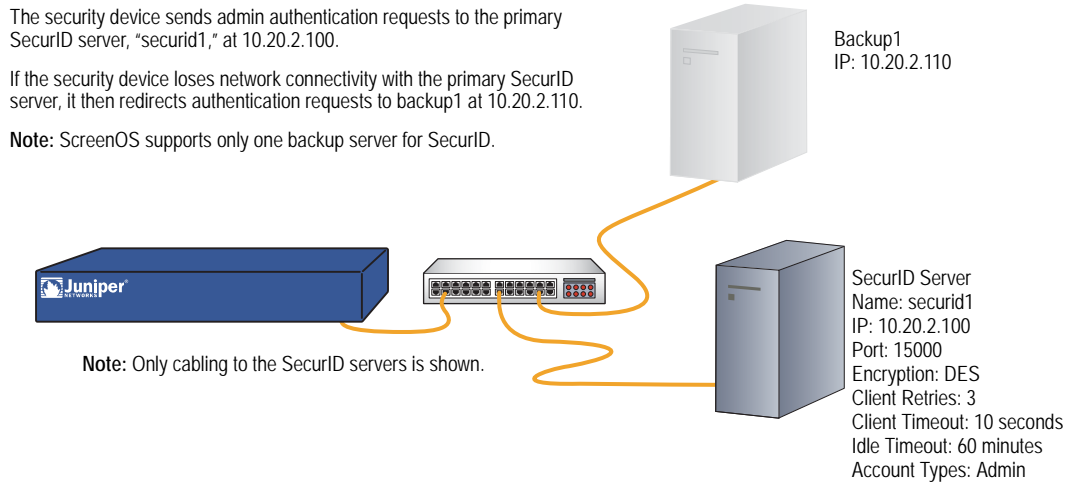 The security device sends admin authentication requests to the primary
SecurID server, “securid1,” at 10.20.2.100.
If the security device loses network connectivity with the primary SecurID
server, it then redirects authentication requests to backup1 at 10.20.2.110.
Note: ScreenOS supports only one backup server for SecurID.
Backup1
IP: 10.20.2.110
Juniper
NETWORKS
Note: Only cabling to the SecurID servers is shown.
SecurID Server
Name: securid1
IP: 10.20.2.100
Port: 15000
Encryption: DES
Client Retries: 3
Client Timeout: 10 seconds
Idle Timeout: 60 minutes
Account Types: Admin